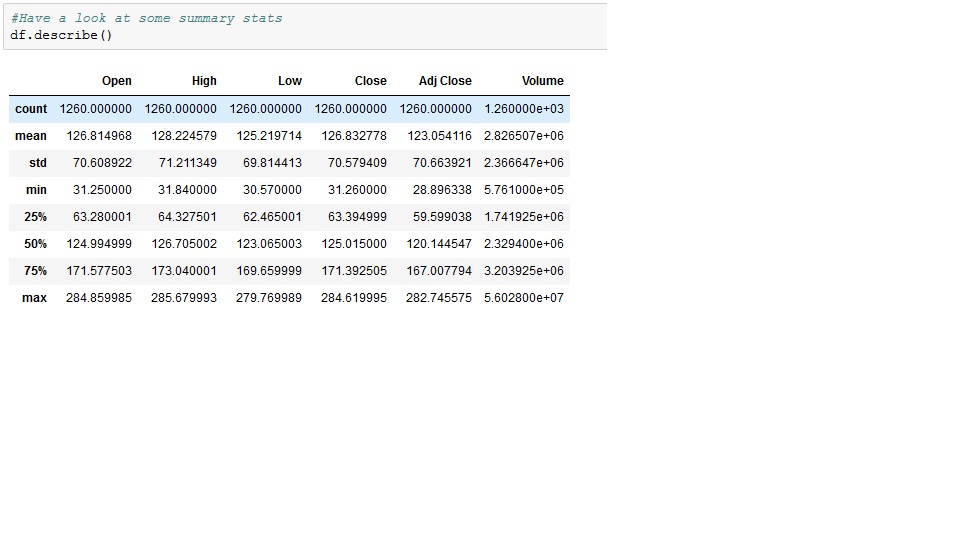 #Have a look at some summary stats
df.describe()
Open High Low Close Adj Close Volume
count 1260.000000 1260.000000 1260.000000 1260.000000 1260.000000 1.260000e+03
mean 126.814968 128.224579 125.219714 126.832778 123.054116 2.826507e+06
std 70.608922 71.211349 69.814413 70.579409 70.663921 2.366647e+06
min 31.250000 31.840000 30.570000 31.260000 28.896338 5.761000e+05
25% 63.280001 64.327501 62.465001 63.394999 59.599038 1.741925e+06
50% 124.994999 126.705002 123.065003 125.015000 120.144547 2.329400e+06
75% 171.577503 173.040001 169.659999 171.392505 167.007794 3.203925e+06
max 284.859985 285.679993 279.769989 284.619995 282.745575 5.602800e+07